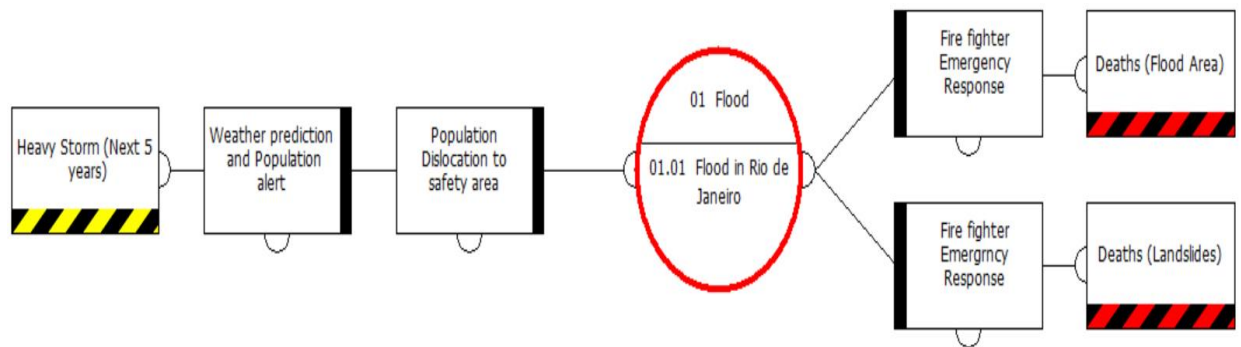 Heavy Storm (Next 5
years)
Weather prediction
and Population
alert
Population
Dislocation to
safety area
01 Flood
01.01 Flood in Rio de
Janeiro
Fire fighter
Emergency
Response
Deaths (Flood Area)
Fire fighter
Emergrncy
Response
Deaths (Landslides)